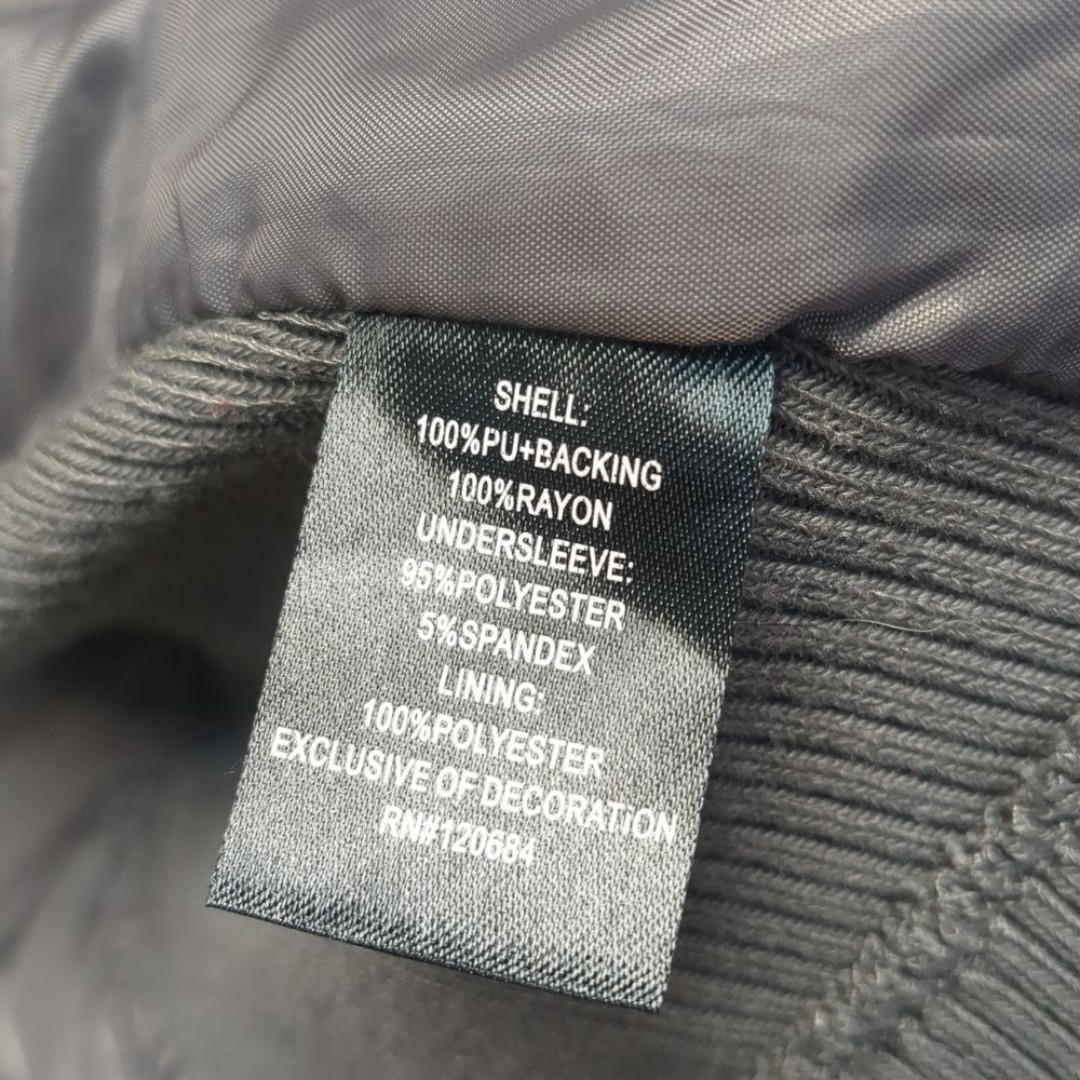 SHELL:
100%PU+BACKING
100%RAYON
UNDERSLEEVE:
95%POLYESTER
5%SPANDEX
LINING:
100%POLYESTER
EXCLUSIVE OF DECORATION
RN#120684